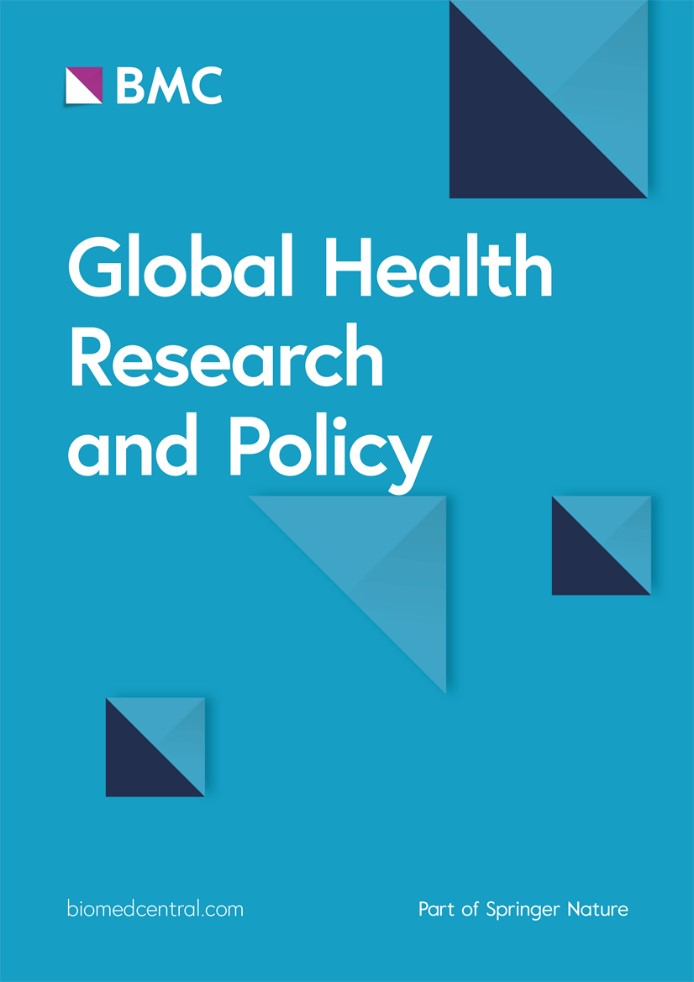 BMC
Global Health
Research
and Policy
biomedcentral.com
Part of Springer Nature